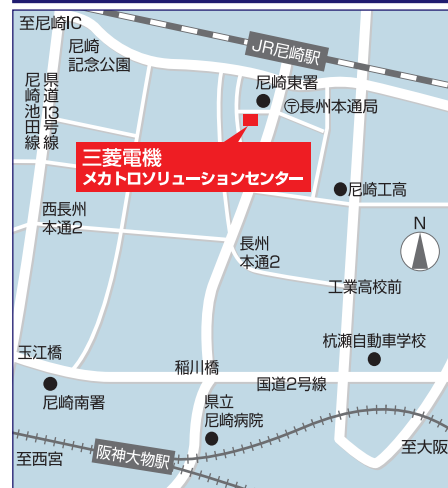 至尼崎IC
尼崎
記念公園
JR尼崎駅
尼崎東署
〒長州本通局
県道13号線
尼崎池田線
三菱電機
メカトロソリューションセンター
尼崎工高
西長州
本通2
長州
本通2
N
工業高校前
杭瀬自動車学校
玉江橋
稲川橋
国道2号線
尼崎南署
県立
尼崎病院
至西宮
阪神大物駅
至大阪